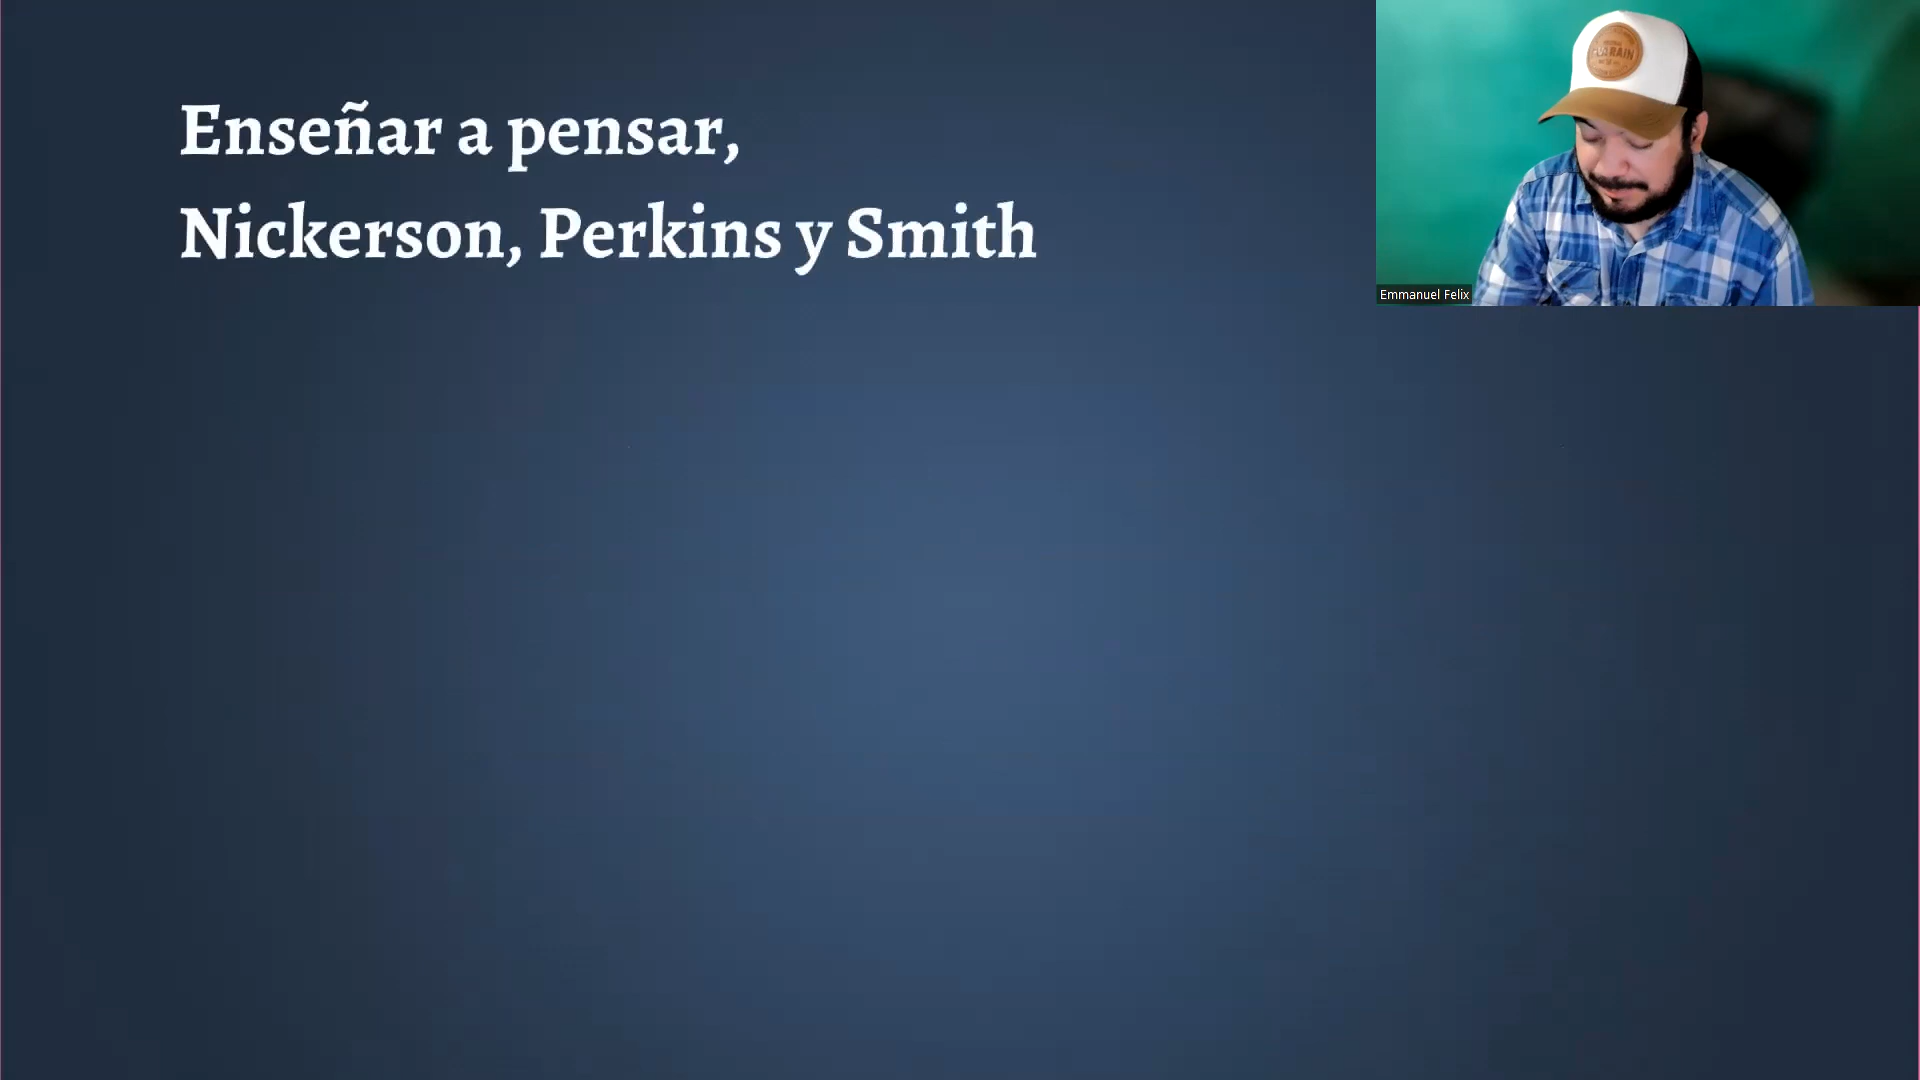 Enseñar a pensar,
Nickerson, Perkins y Smith
Emmanuel Felix